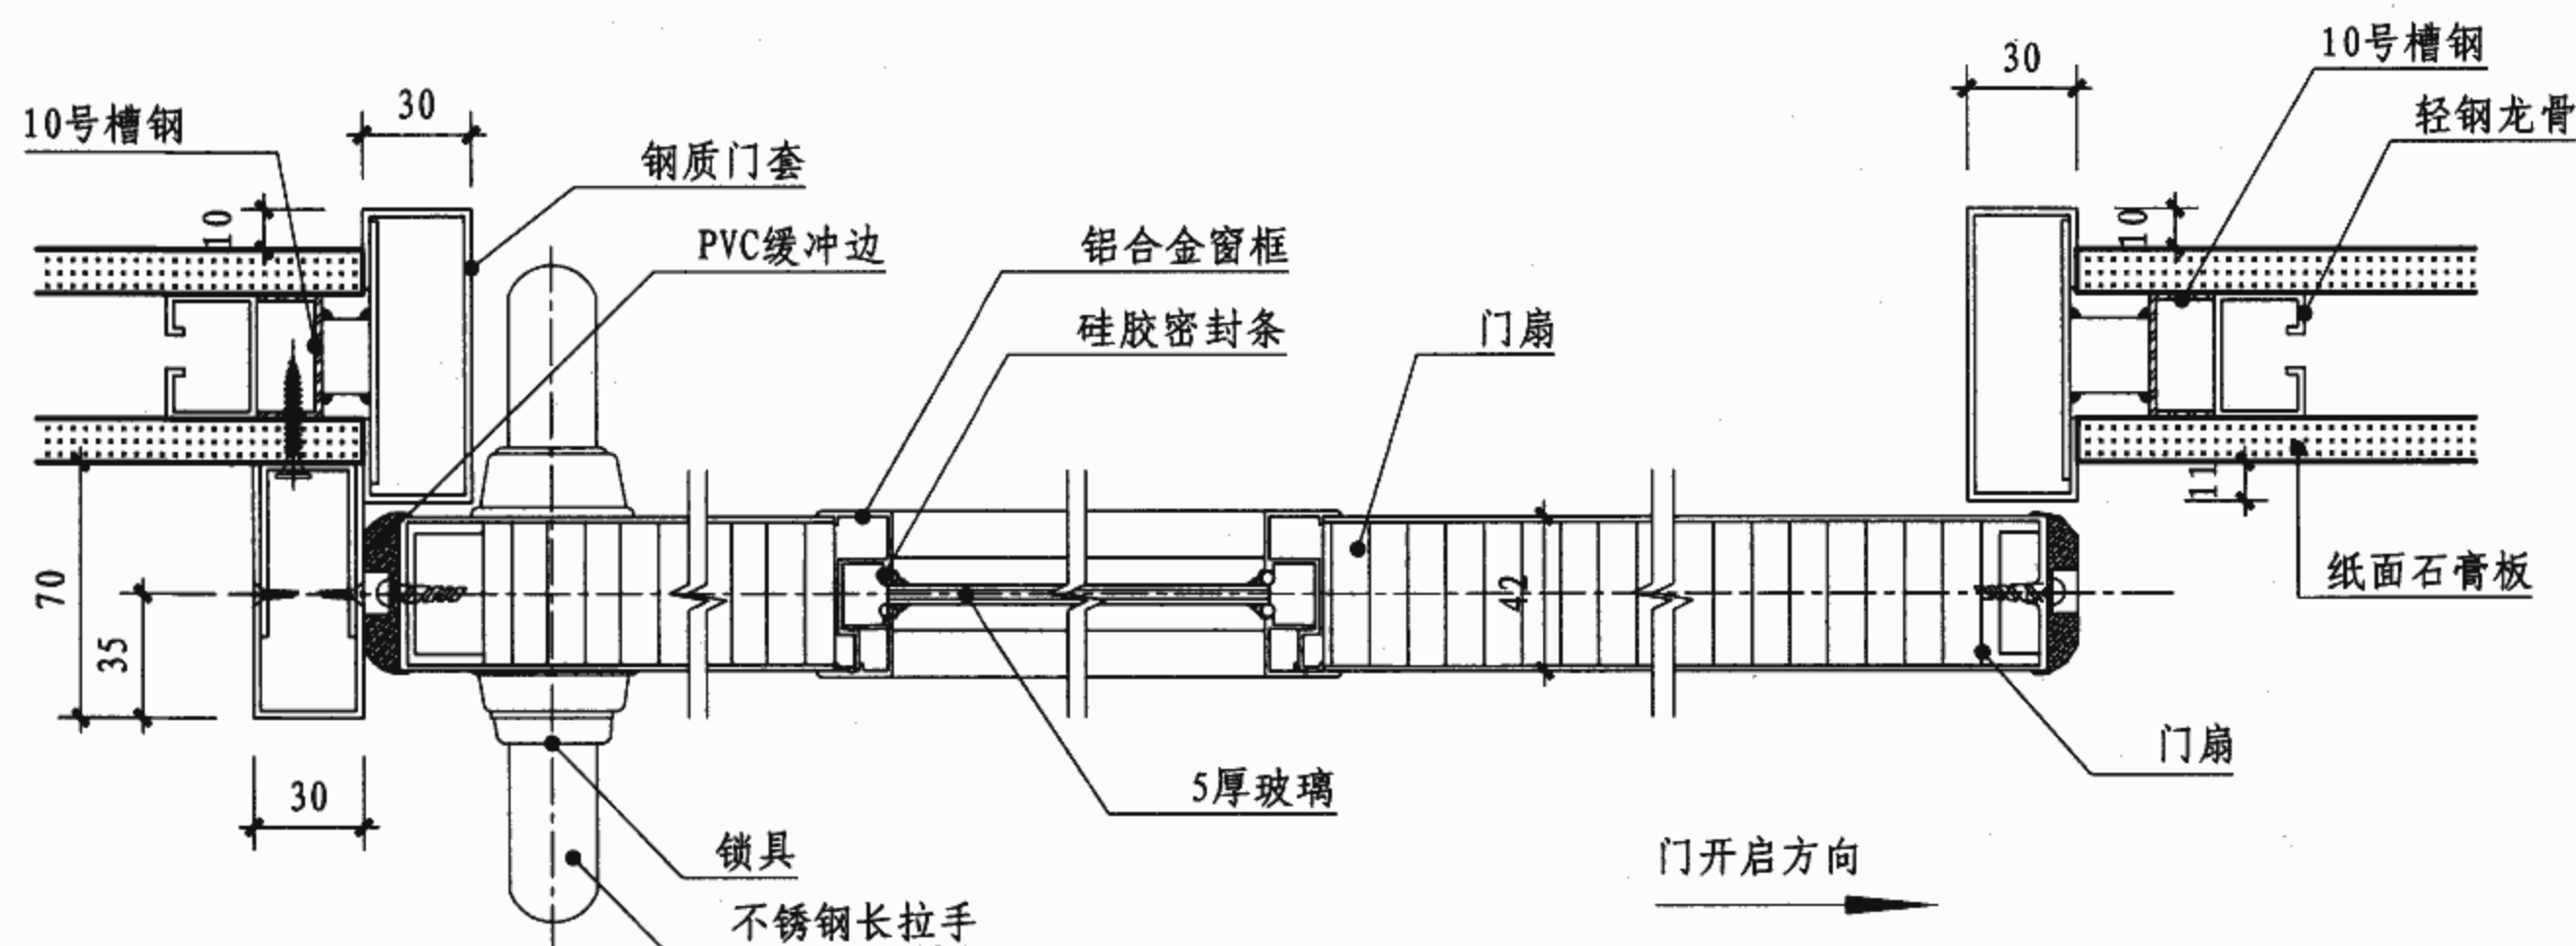 10号槽钢
30
钢质门套
PVC缓冲边
铝合金窗框
硅胶密封条
门扇
30
10号槽钢
轻钢龙骨
10
10
11
纸面石膏板
70
35
42
30
门扇
5厚玻璃
锁具
不锈钢长拉手
门开启方向